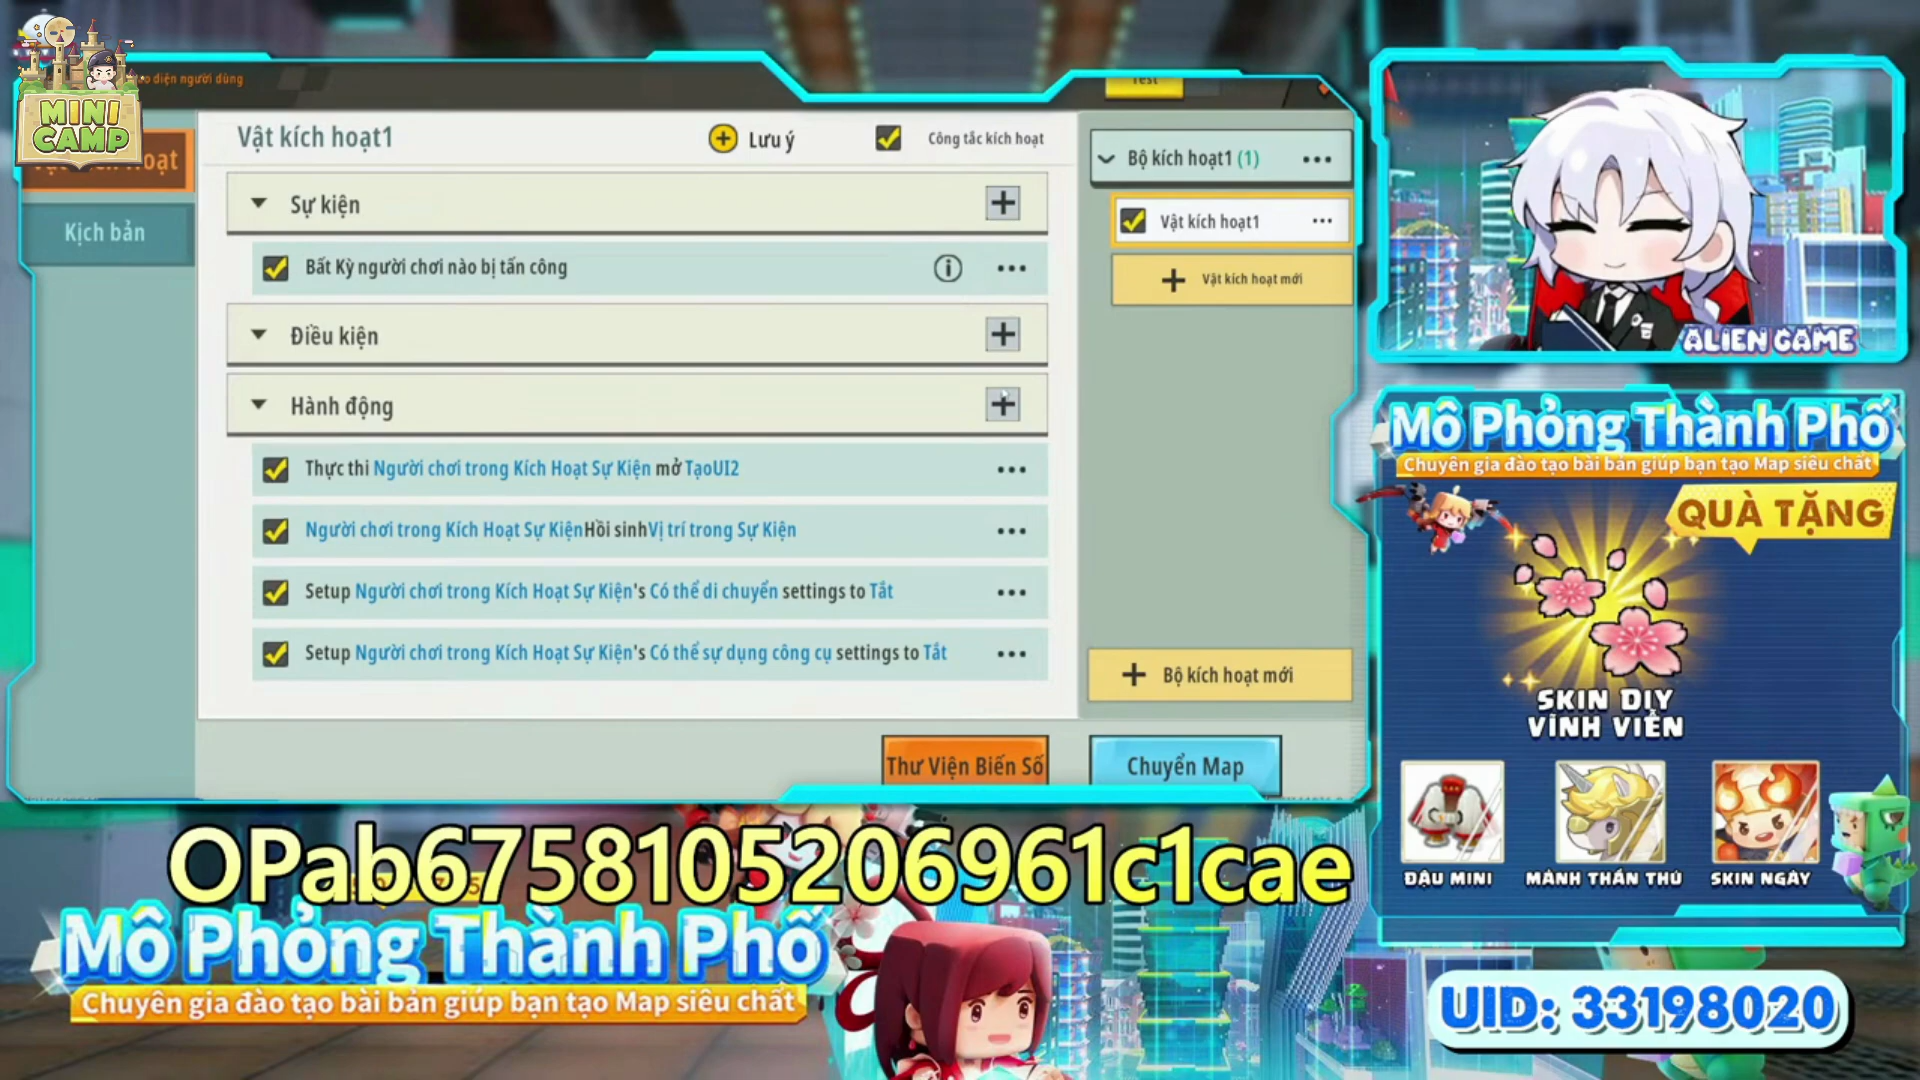 MINI CAMP
o diện người dùng
Test
oạt
Kịch bản
Vật kích hoạt1
Lưu ý
Công tắc kích hoạt
Sự kiện
Bất Kỳ người chơi nào bị tấn công
Điều kiện
Hành động
Thực thi Người chơi trong Kích Hoạt Sự Kiện mở TạoUI2
Người chơi trong Kích Hoạt Sự KiệnHồi sinhVị trí trong Sự Kiện
Setup Người chơi trong Kích Hoạt Sự Kiện's Có thể di chuyển settings to Tắt
Setup Người chơi trong Kích Hoạt Sự Kiện's Có thể sự dụng công cụ settings to Tắt
Bộ kích hoạt1 (1)
Vật kích hoạt1
Vật kích hoạt mới
Bộ kích hoạt mới
Thư Viện Biến Số
Chuyển Map
ALIEN GAME
Mô Phỏng Thành Phố
Chuyên gia đào tạo bài bản giúp bạn tạo Map siêu chất
QUÀ TẶNG
SKIN DIY
VĨNH VIỄN
ĐẬU MINI
MẢNH THẦN THÚ
SKIN NGÀY
OPab6758105206961c1cae
Mô Phỏng Thành Phố
Chuyên gia đào tạo bài bản giúp bạn tạo Map siêu chất
UID: 33198020